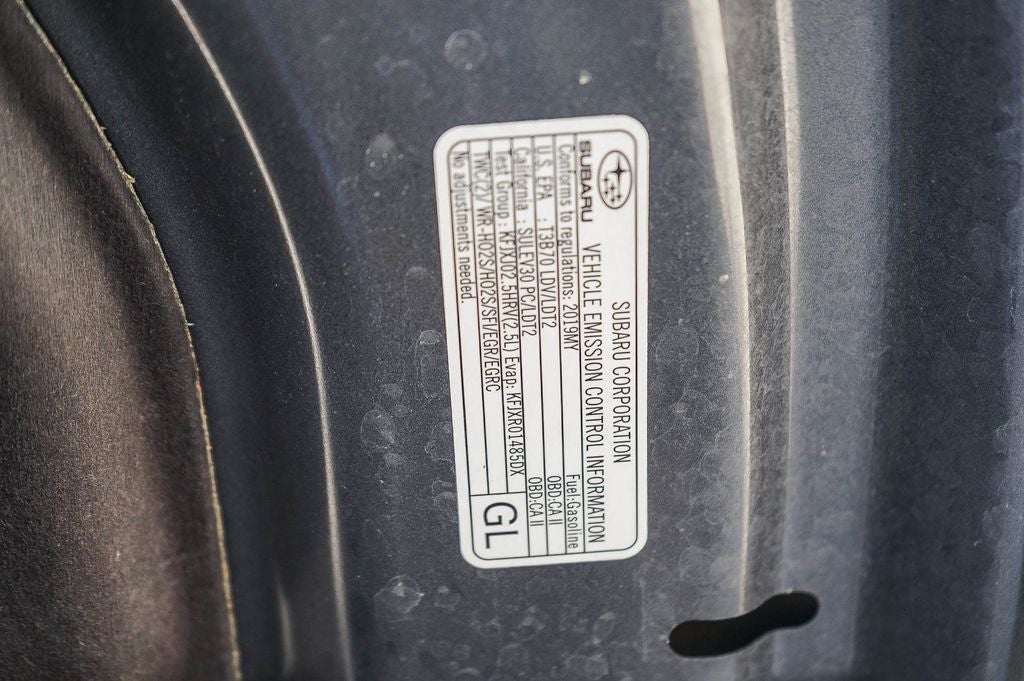 SUBARU CORPORATION
SUBARU VEHICLE EMISSION CONTROL INFORMATION
Conforms to regulations: 2019MY Fuel:Gasoline
U.S. EPA : T3B70 LDV/LDT2 OBD:CA II
California : SULEV30 PC/LDT2 OBD:CA II
Test Group : KFJXJ02.5HRV(2.5L) Evap: KFJXR01485DX
TWC(2)/ WR-HO2S/HO2S/SFI/EGR/EGRC
No adjustments needed.
GL